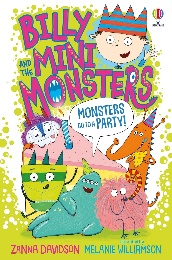 BILLY
AND THE MINI
MONSTERS
MONSTERS
GO TO A PARTY!
ZANNA DAVIDSON
MELANIE WILLIAMSON